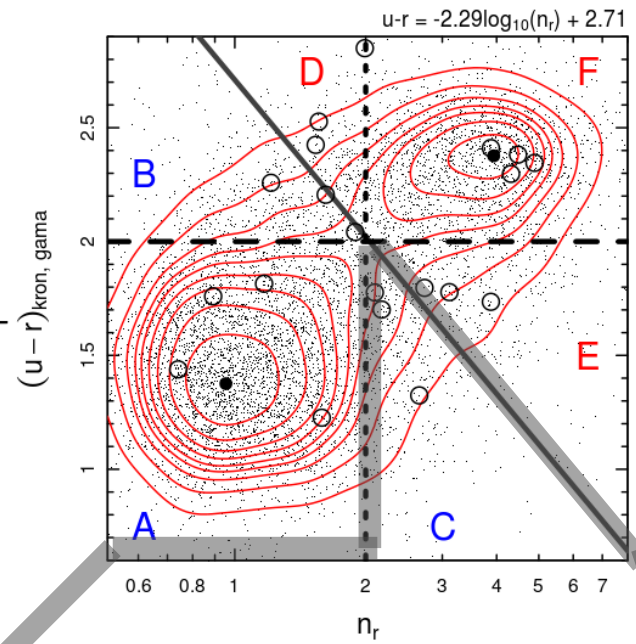 u-r = -2.29log₁₀(nᵣ) + 2.71
D
F
2.5
B
2
(u−r)kron, gama
1.5
E
1
A
C
0.6 0.8 1 2 3 4 5 6 7
nᵣ